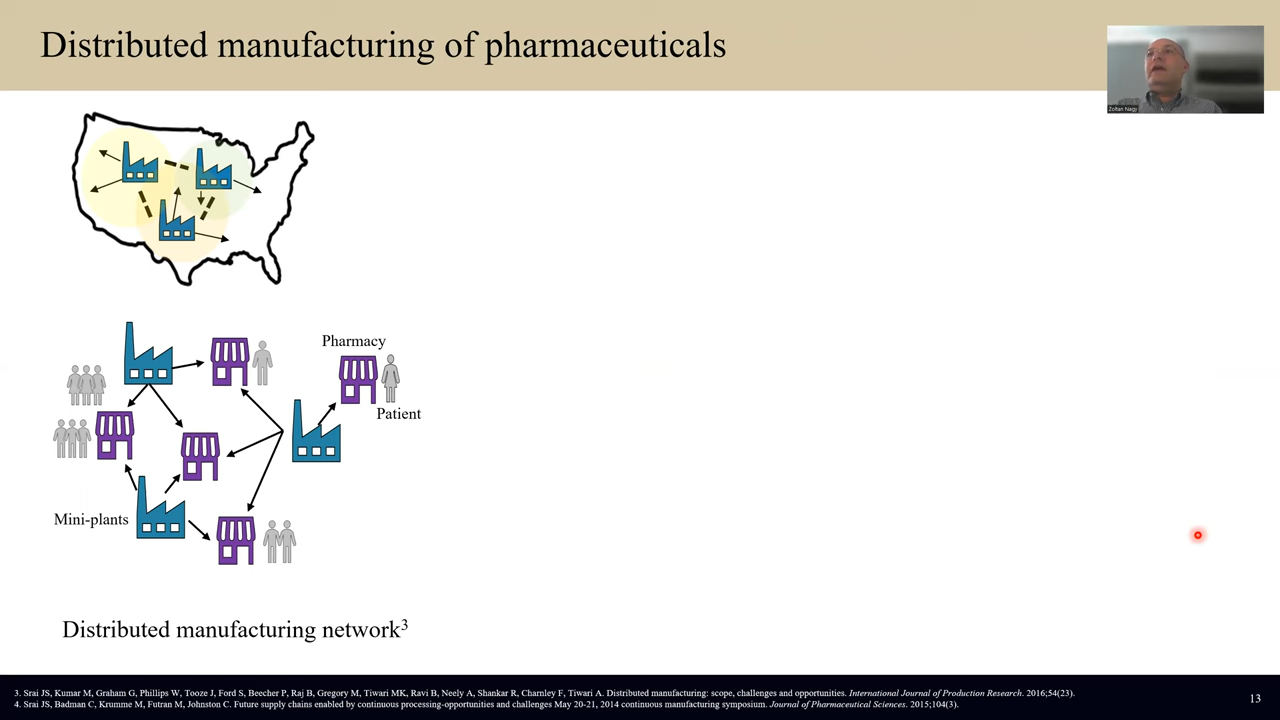 Distributed manufacturing of pharmaceuticals
Zoltan Nagy
Pharmacy
Patient
Mini-plants
Distributed manufacturing network³
3. Srai JS, Kumar M, Graham G, Phillips W, Tooze J, Ford S, Beecher P, Raj B, Gregory M, Tiwari MK, Ravi B, Neely A, Shankar R, Charnley F, Tiwari A. Distributed manufacturing: scope, challenges and opportunities. International Journal of Production Research. 2016;54(23).
4. Srai JS, Badman C, Krumme M, Futran M, Johnston C. Future supply chains enabled by continuous processing-opportunities and challenges May 20-21, 2014 continuous manufacturing symposium. Journal of Pharmaceutical Sciences. 2015;104(3).
13